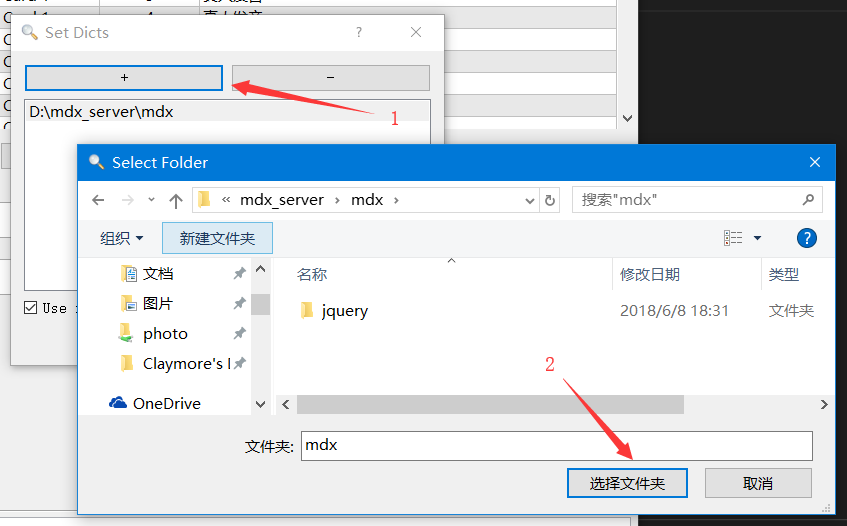 Set Dicts
?
+
-
1
D:\mdx_server\mdx
Select Folder
« mdx_server › mdx ›
搜索"mdx"
组织
新建文件夹
?
名称
修改日期
类型
文档
图片
photo
Claymore's
OneDrive
jquery
2018/6/8 18:31
文件夹
Use
2
文件夹:
mdx
选择文件夹
取消